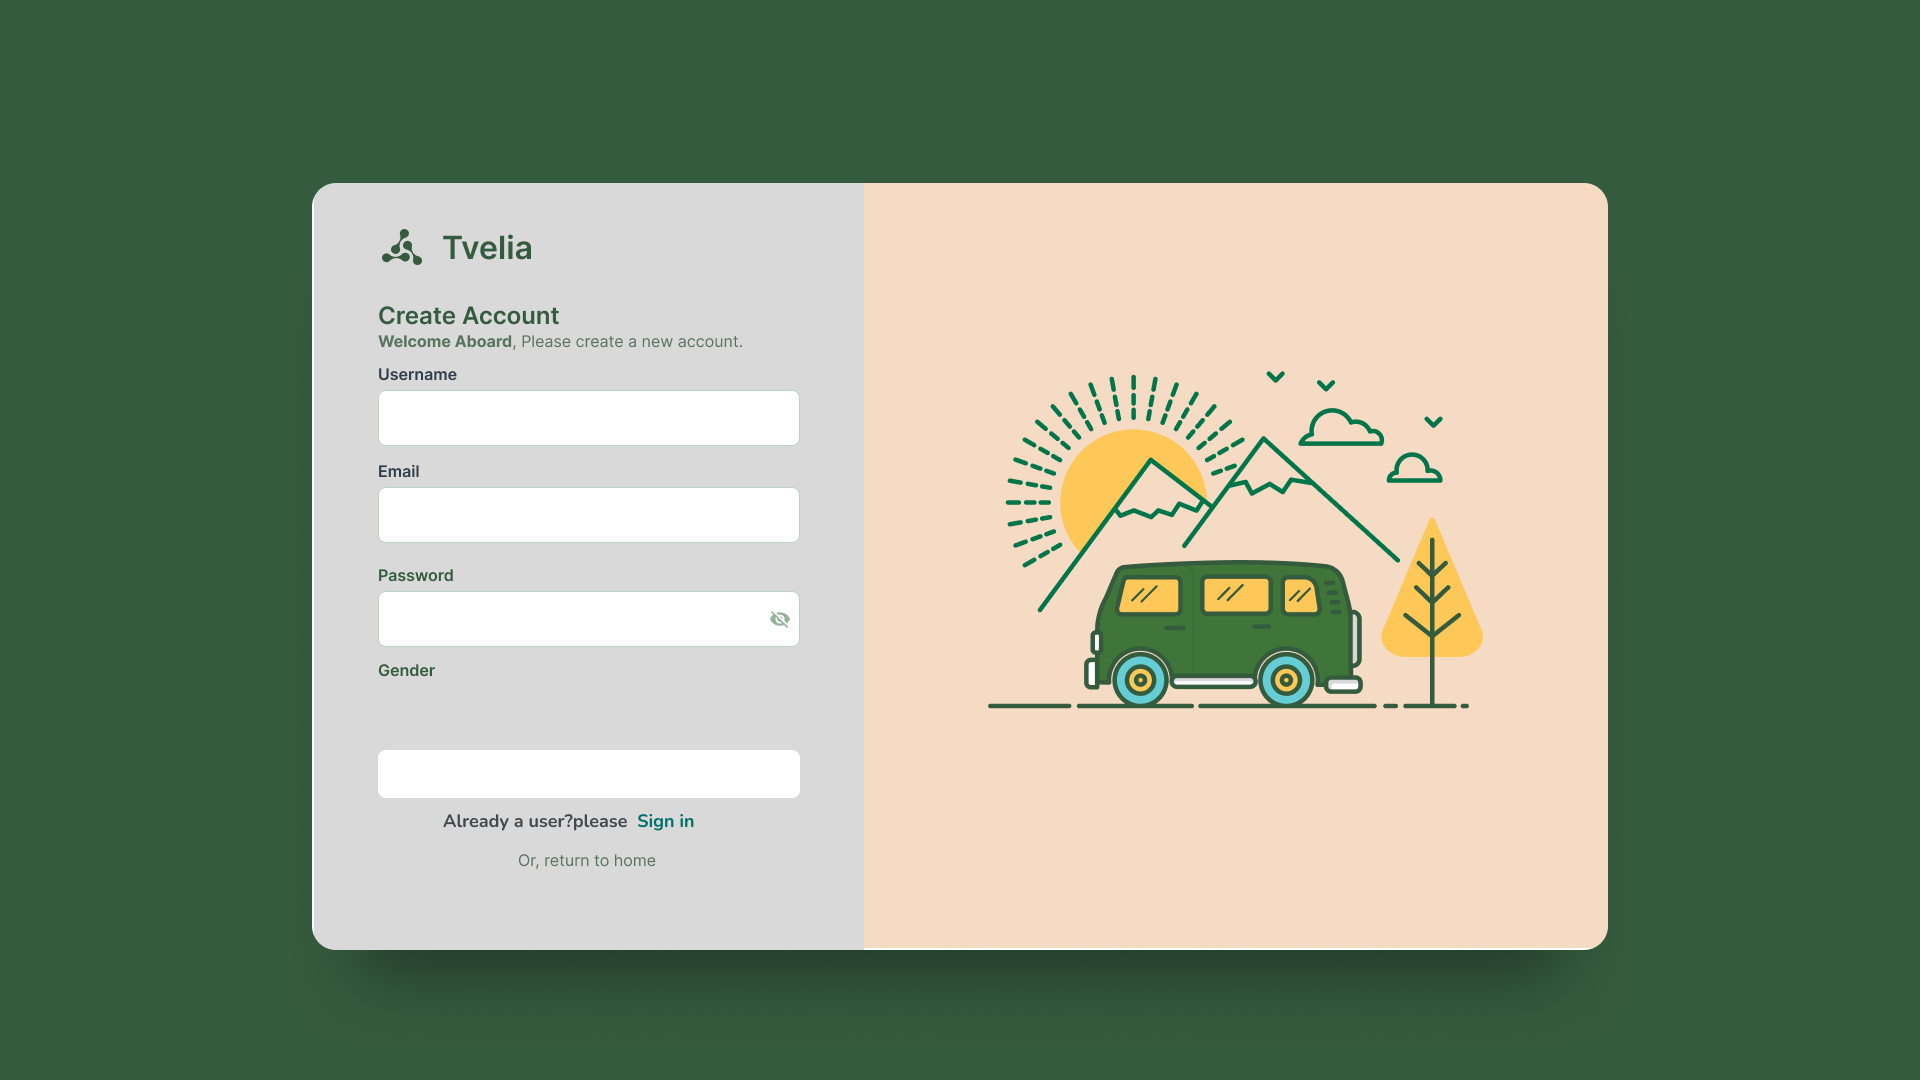 Tvelia
Create Account
Welcome Aboard, Please create a new account.
Username
Email
Password
Gender
Already a user?please Sign in
Or, return to home